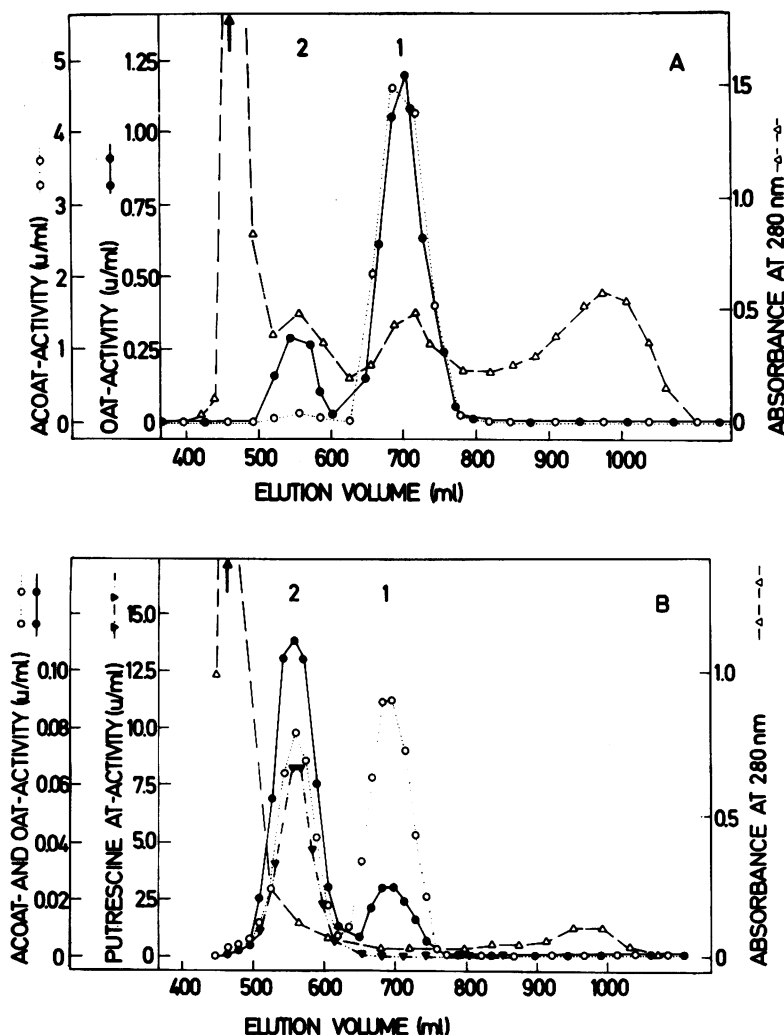 2 1 A
5 1.25 1.5
4 1.00
3 0.75 1.0
2 0.50 0.5
1 0.25
0 0 0
ACOAT-ACTIVITY (u/ml)
OAT-ACTIVITY (u/ml)
ABSORBANCE AT 280 nm
400 500 600 700 800 900 1000
ELUTION VOLUME (ml)
2 1 B
15.0
0.10 12.5 1.0
0.08 10.0
0.06 7.5
0.04 5.0 0.5
0.02 2.5
0 0 0
ACOAT- AND OAT-ACTIVITY (u/ml)
PUTRESCINE AT-ACTIVITY (u/ml)
ABSORBANCE AT 280 nm
400 500 600 700 800 900 1000
ELUTION VOLUME (ml)